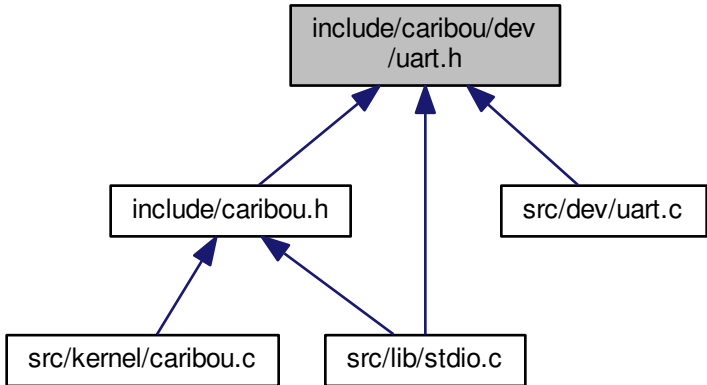 include/caribou/dev
/uart.h
include/caribou.h
src/dev/uart.c
src/kernel/caribou.c
src/lib/stdio.c